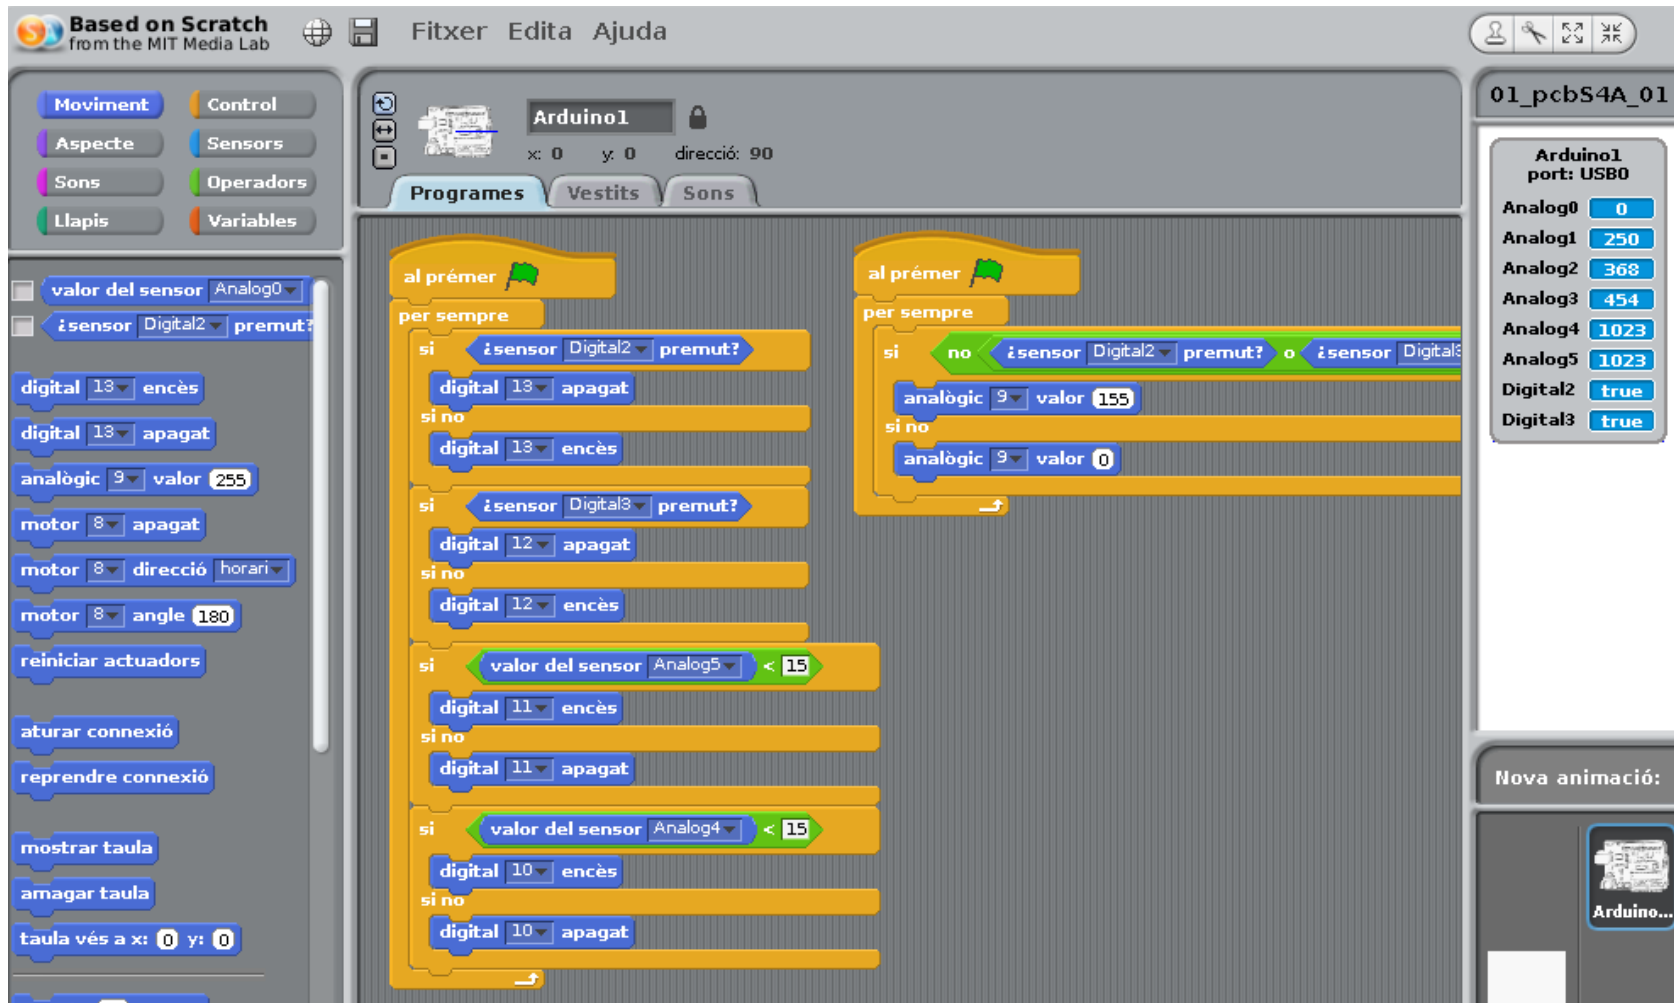 Based on Scratch
from the MIT Media Lab
Fitxer Edita Ajuda
Moviment Control
Aspecte Sensors
Sons Operadors
Llapis Variables
valor del sensor Analog0
¿sensor Digital2 premut?
digital 13 encès
digital 13 apagat
analògic 9 valor 255
motor 8 apagat
motor 8 direcció horari
motor 8 angle 180
reiniciar actuadors
aturar connexió
reprendre connexió
mostrar taula
amagar taula
taula vés a x: 0 y: 0
Arduino1
x: 0 y: 0 direcció: 90
Programes Vestits Sons
al prémer
per sempre
si ¿sensor Digital2 premut?
digital 13 apagat
si no
digital 13 encès
si ¿sensor Digital3 premut?
digital 12 apagat
si no
digital 12 encès
si valor del sensor Analog5 < 15
digital 11 encès
si no
digital 11 apagat
si valor del sensor Analog4 < 15
digital 10 encès
si no
digital 10 apagat
al prémer
per sempre
si no ¿sensor Digital2 premut? o ¿sensor Digital3
analògic 9 valor 155
si no
analògic 9 valor 0
01_pcbS4A_01
Arduino1
port: USB0
Analog0 0
Analog1 250
Analog2 368
Analog3 454
Analog4 1023
Analog5 1023
Digital2 true
Digital3 true
Nova animació:
Arduino...